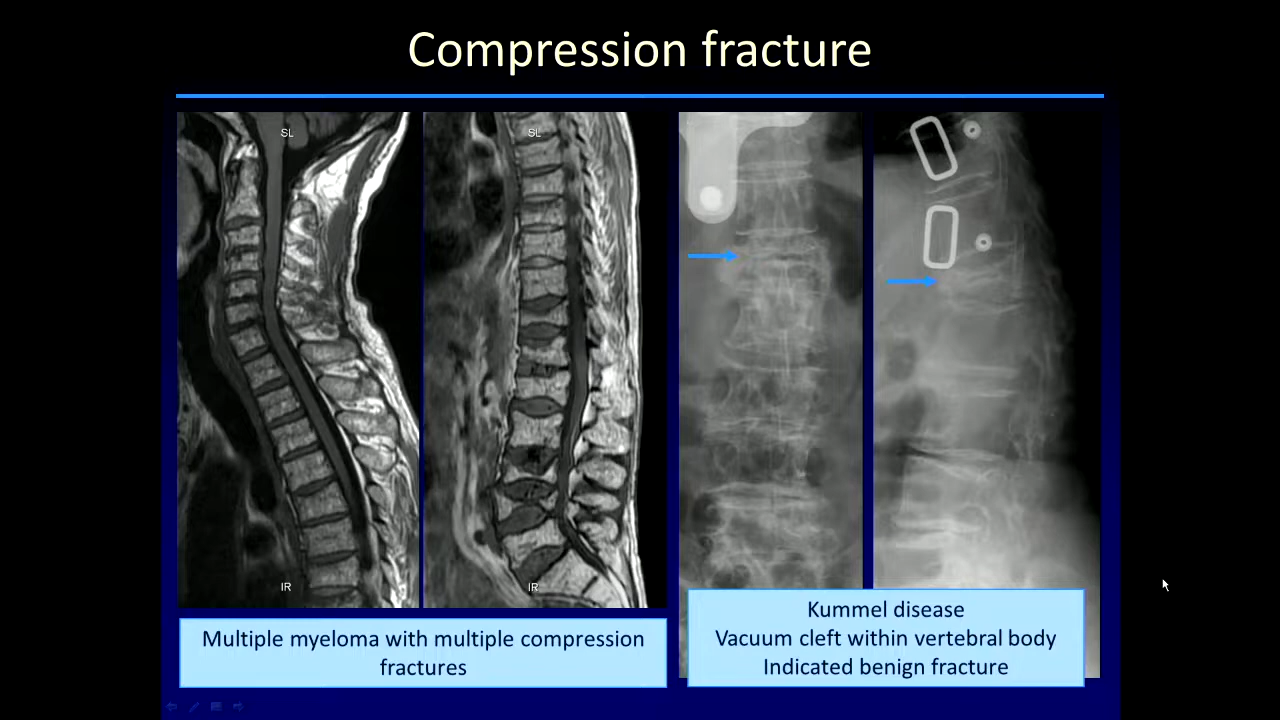 Compression fracture
SL
SL
IR
IR
Multiple myeloma with multiple compression
fractures
Kummel disease
Vacuum cleft within vertebral body
Indicated benign fracture